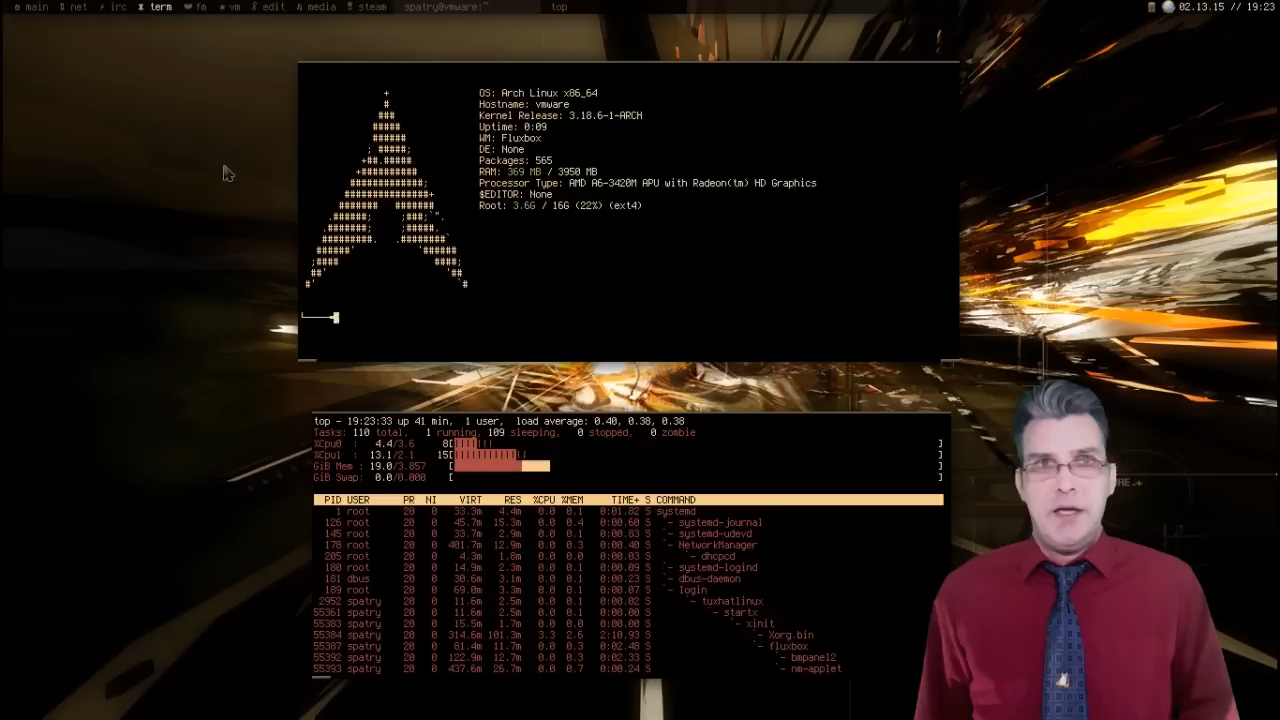 main net irc term fm vm edit media steam spatry@vmware:~ top 02.13.15 // 19:23
OS: Arch Linux x86_64
Hostname: vmware
Kernel Release: 3.18.6-1-ARCH
Uptime: 0:09
WM: Fluxbox
DE: None
Packages: 565
RAM: 369 MB / 3950 MB
Processor Type: AMD A6-3420M APU with Radeon(tm) HD Graphics
$EDITOR: None
Root: 3.6G / 16G (22%) (ext4)
top - 19:23:33 up 41 min, 1 user, load average: 0.40, 0.38, 0.38
Tasks: 110 total, 1 running, 109 sleeping, 0 stopped, 0 zombie
%Cpu0 : 4.4/3.6 8[|||||||| ]
%Cpu1 : 13.1/2.1 15[||||||||||||||| ]
GiB Mem : 19.0/3.857 [ ]
GiB Swap: 0.0/0.000 [ ]
PID USER PR NI VIRT RES %CPU %MEM TIME+ S COMMAND
1 root 20 0 33.3m 4.4m 0.0 0.1 0:01.82 S systemd
126 root 20 0 45.7m 15.3m 0.0 0.4 0:00.60 S `- systemd-journal
145 root 20 0 33.7m 2.9m 0.0 0.1 0:00.83 S `- systemd-udevd
178 root 20 0 401.7m 12.9m 0.0 0.3 0:00.40 S `- NetworkManager
205 root 20 0 4.3m 1.8m 0.0 0.0 0:00.03 S `- dhcpcd
180 root 20 0 14.9m 2.3m 0.0 0.1 0:00.09 S `- systemd-logind
181 dbus 20 0 30.6m 3.1m 0.0 0.1 0:00.23 S `- dbus-daemon
189 root 20 0 69.0m 3.3m 0.0 0.1 0:00.00 S `- login
2952 spatry 20 0 11.6m 2.5m 0.0 0.1 0:00.02 S `- tuxhatlinux
55361 spatry 20 0 11.6m 2.5m 0.0 0.1 0:00.00 S `- startx
55383 spatry 20 0 15.5m 1.7m 0.0 0.0 0:00.00 S `- xinit
55384 spatry 20 0 314.6m 101.3m 3.3 2.6 2:10.93 S `- Xorg.bin
55387 spatry 20 0 81.4m 11.7m 0.0 0.3 0:02.48 S `- fluxbox
55392 spatry 20 0 122.9m 12.7m 0.0 0.3 0:02.33 S `- bmpanel2
55393 spatry 20 0 437.6m 26.7m 0.0 0.7 0:00.24 S `- nm-applet